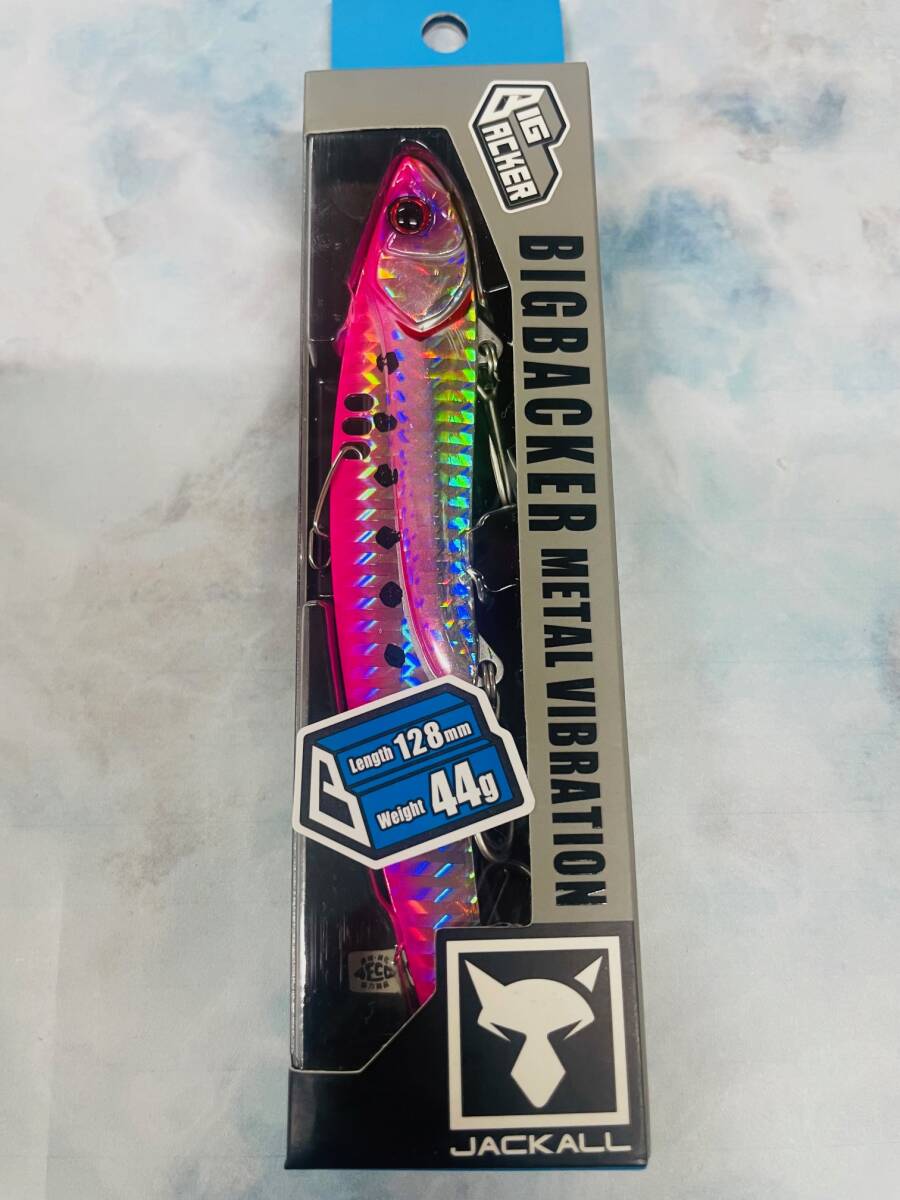 BIG
BACKER
BIGBACKER METAL VIBRATION
Length 128mm
Weight 44g
JACKALL